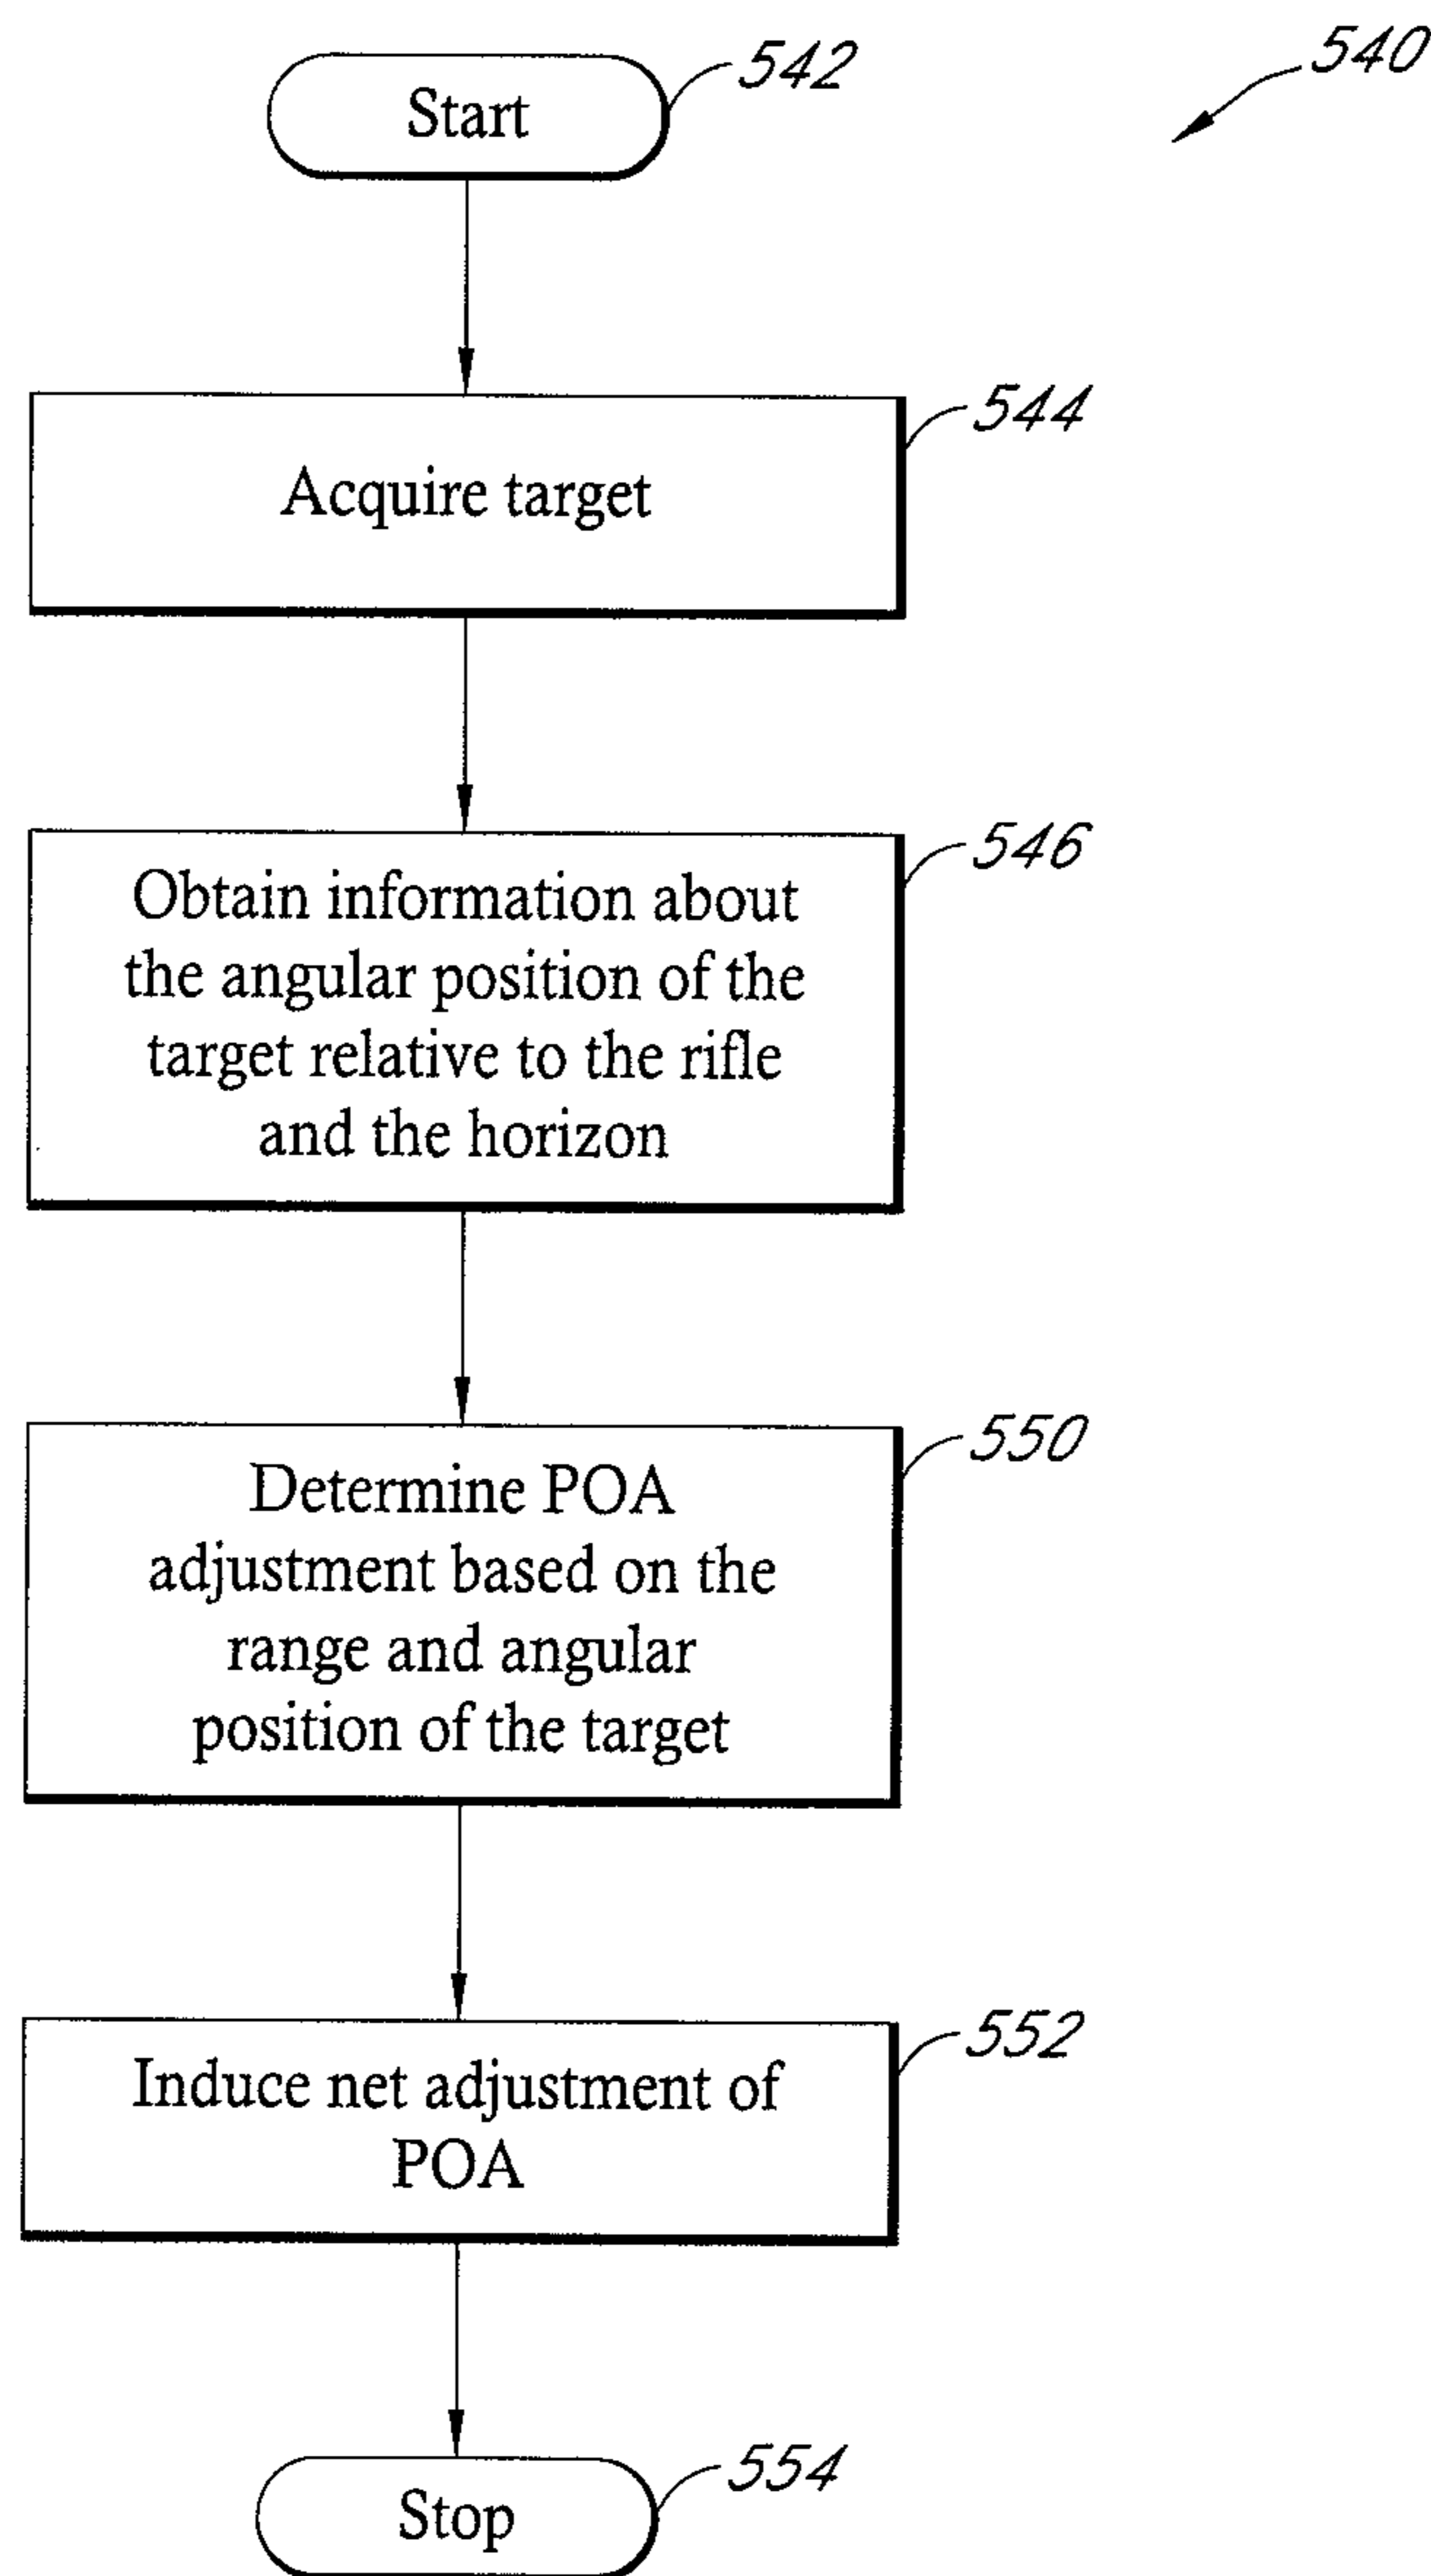 540
542
Start
544
Acquire target
546
Obtain information about
the angular position of the
target relative to the rifle
and the horizon
550
Determine POA
adjustment based on the
range and angular
position of the target
552
Induce net adjustment of
POA
554
Stop